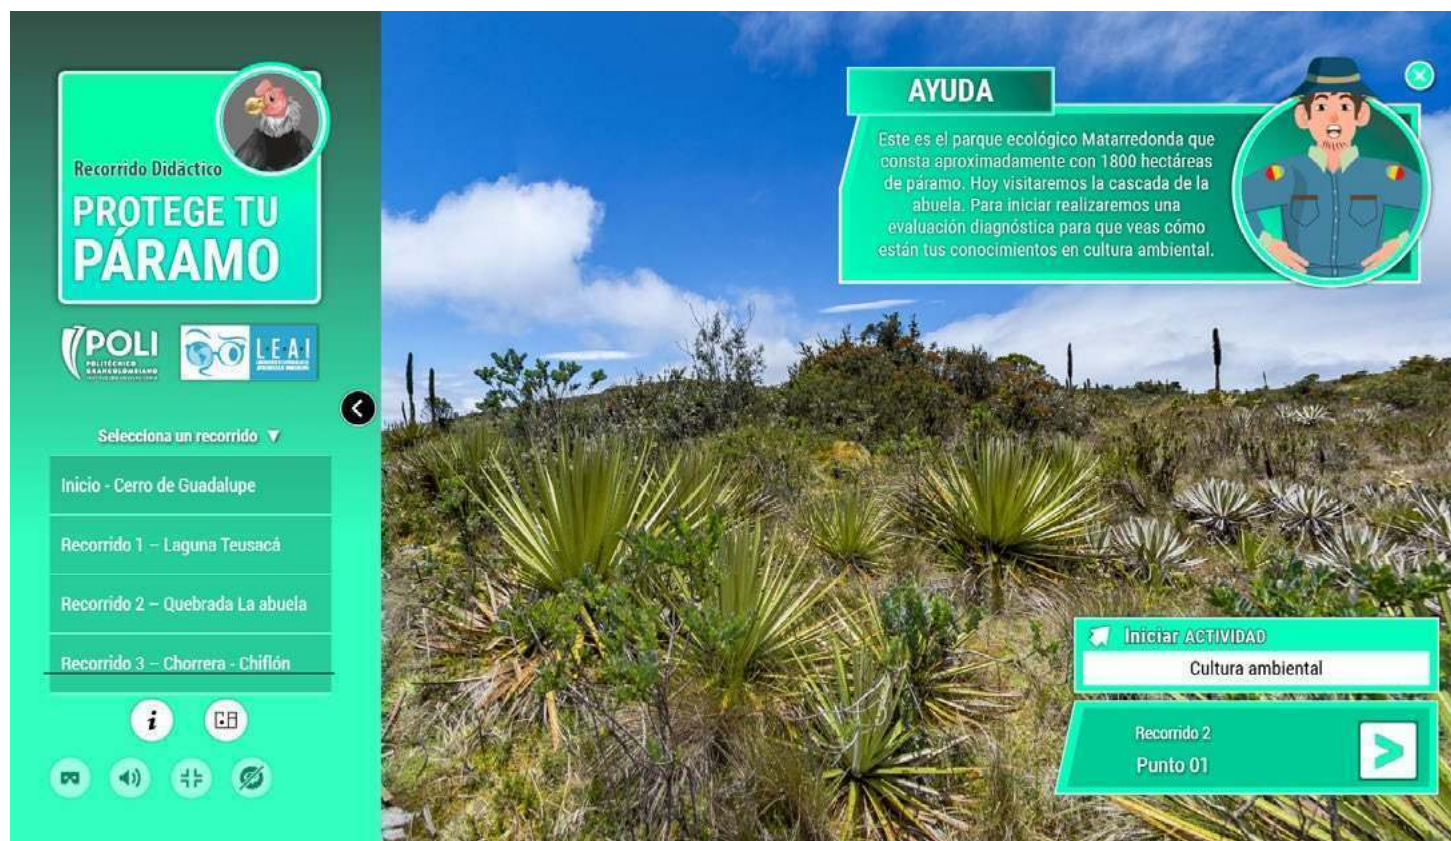 Recorrido Didáctico
PROTEGE TU
PÁRAMO
POLI
POLITÉCNICO
GRANCOLOMBIANO
L·E·A·I
Selecciona un recorrido ▼
Inicio - Cerro de Guadalupe
Recorrido 1 – Laguna Teusacá
Recorrido 2 – Quebrada La abuela
Recorrido 3 – Chorrera - Chiflón
i
AYUDA
Este es el parque ecológico Matarredonda que
consta aproximadamente con 1800 hectáreas
de páramo. Hoy visitaremos la cascada de la
abuela. Para iniciar realizaremos una
evaluación diagnóstica para que veas cómo
están tus conocimientos en cultura ambiental.
Iniciar ACTIVIDAD
Cultura ambiental
Recorrido 2
Punto 01